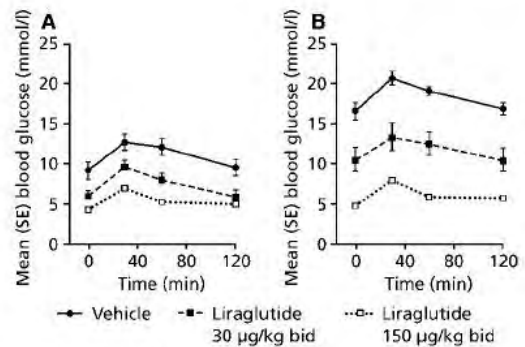 A
B
Mean (SE) blood glucose (mmol/l)
25
20
15
10
5
0
0 40 80 120
Time (min)
Mean (SE) blood glucose (mmol/l)
25
20
15
10
5
0
0 40 80 120
Time (min)
Vehicle
Liraglutide
30 µg/kg bid
Liraglutide
150 µg/kg bid